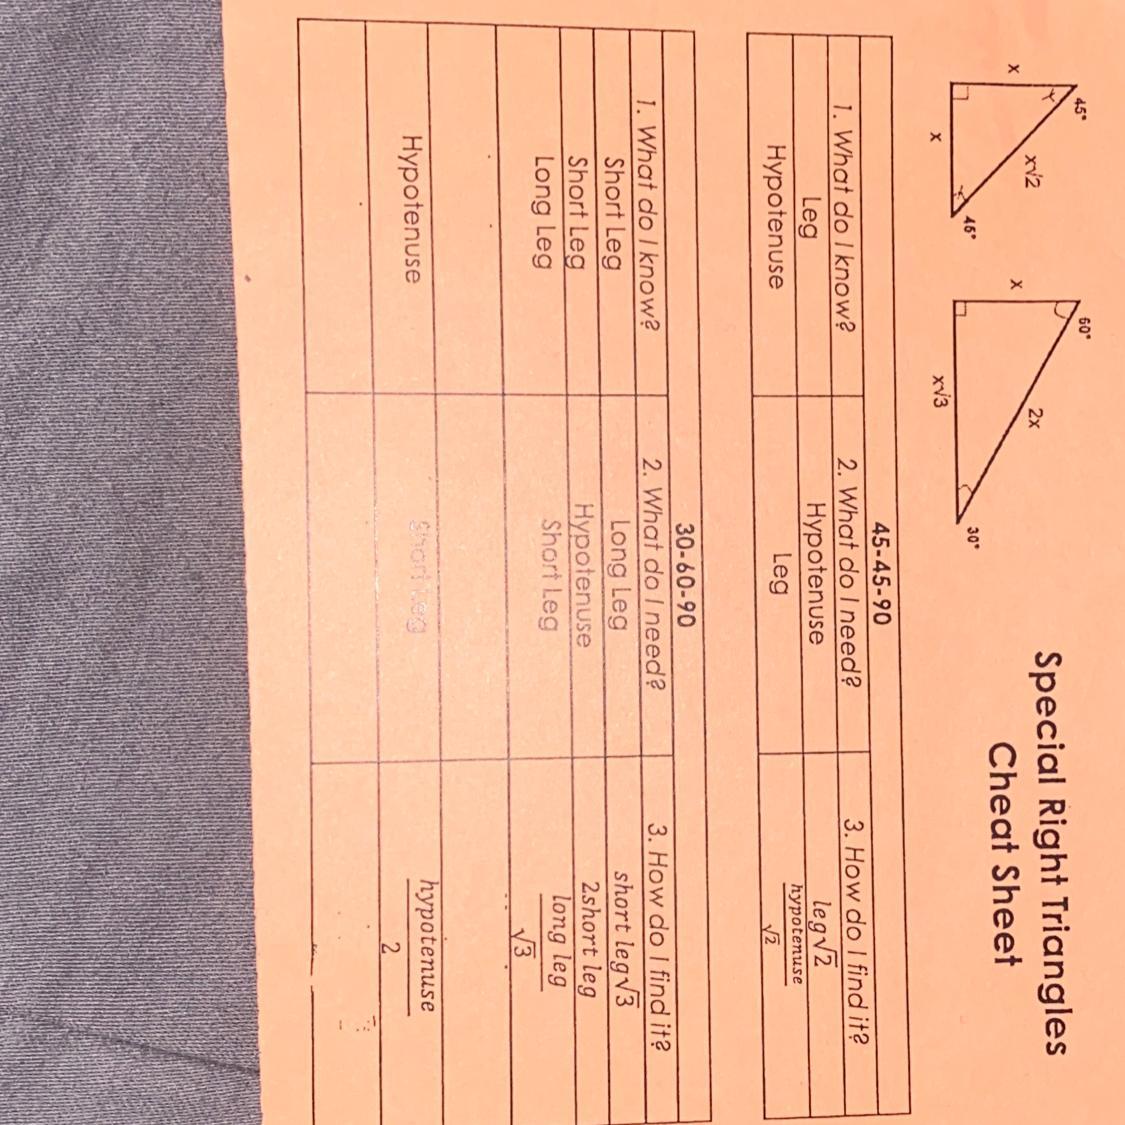 Special Right Triangles
Cheat Sheet
45°
x
x√2
x
45°
60°
x
2x
x√3
30°
45-45-90
1. What do I know? 2. What do I need? 3. How do I find it?
Leg Hypotenuse leg√2
Hypotenuse Leg hypotenuse/√2
30-60-90
1. What do I know? 2. What do I need? 3. How do I find it?
Short Leg Long Leg short leg√3
Short Leg Hypotenuse 2short leg
Long Leg Short Leg long leg/√3
Hypotenuse Short Leg hypotenuse/2